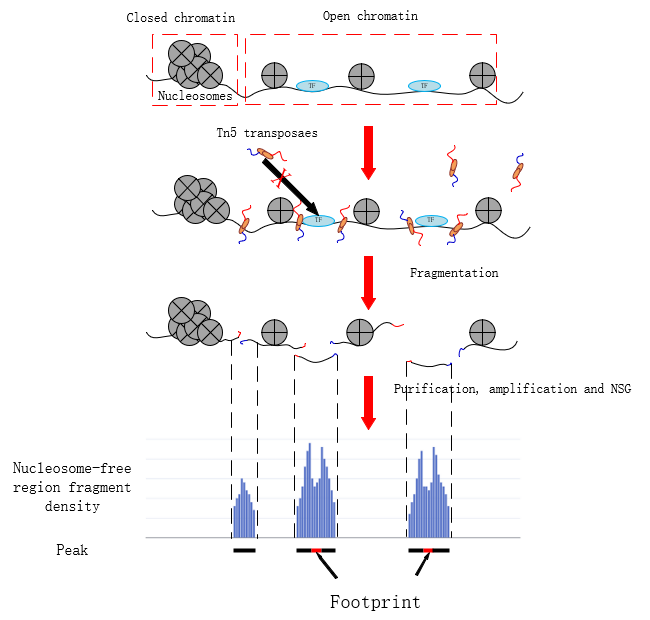 Closed chromatin
Open chromatin
TF
TF
Nucleosomes
Tn5 transposaes
TF
TF
Fragmentation
Purification, amplification and NSG
Nucleosome-free
region fragment
density
Peak
Footprint